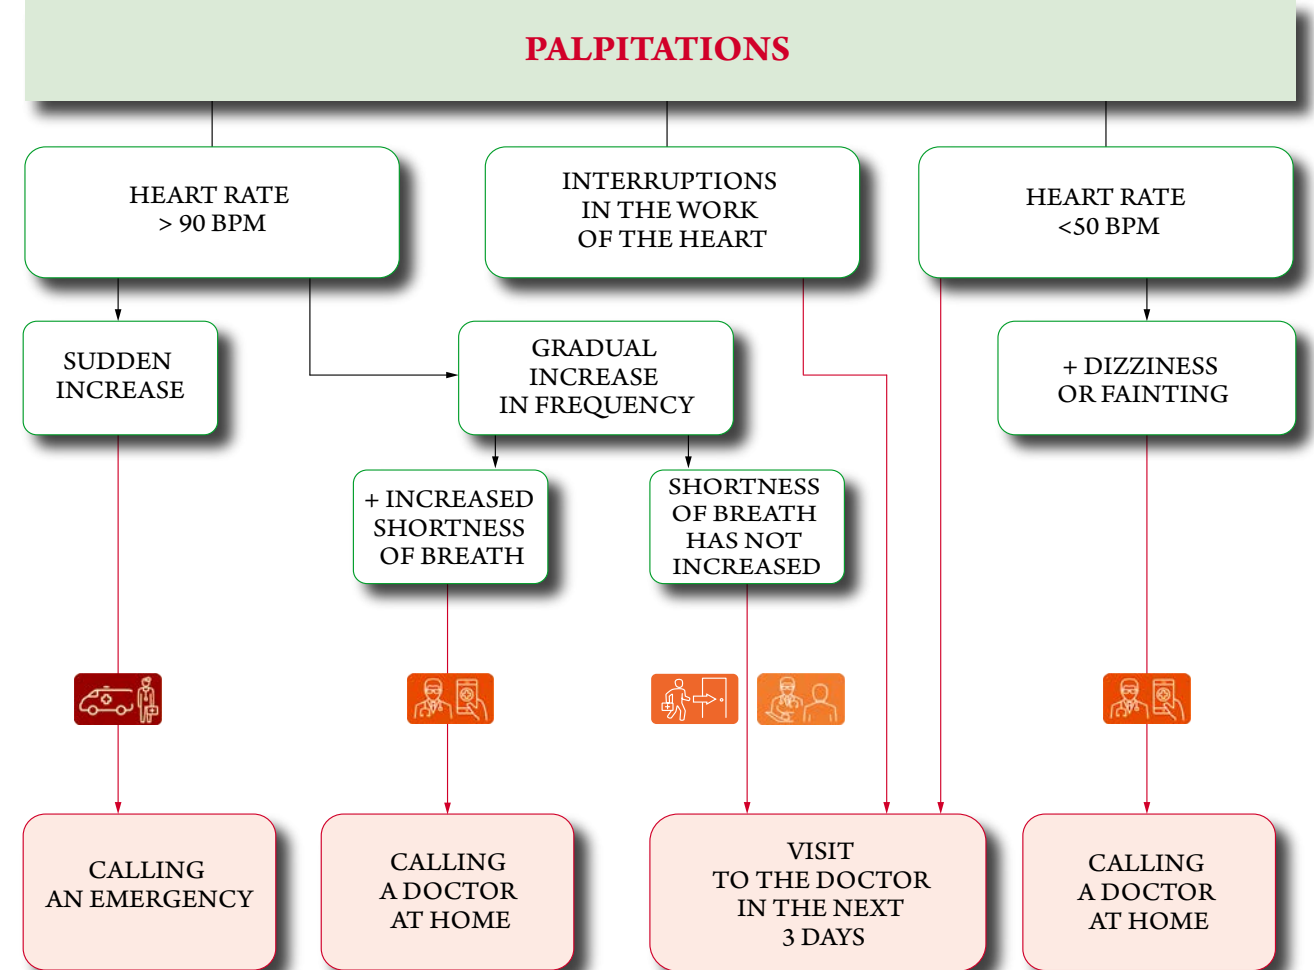 PALPITATIONS
HEART RATE
> 90 BPM
INTERRUPTIONS
IN THE WORK
OF THE HEART
HEART RATE
<50 BPM
SUDDEN
INCREASE
GRADUAL
INCREASE
IN FREQUENCY
+ DIZZINESS
OR FAINTING
+ INCREASED
SHORTNESS
OF BREATH
SHORTNESS
OF BREATH
HAS NOT
INCREASED
CALLING
AN EMERGENCY
CALLING
A DOCTOR
AT HOME
VISIT
TO THE DOCTOR
IN THE NEXT
3 DAYS
CALLING
A DOCTOR
AT HOME